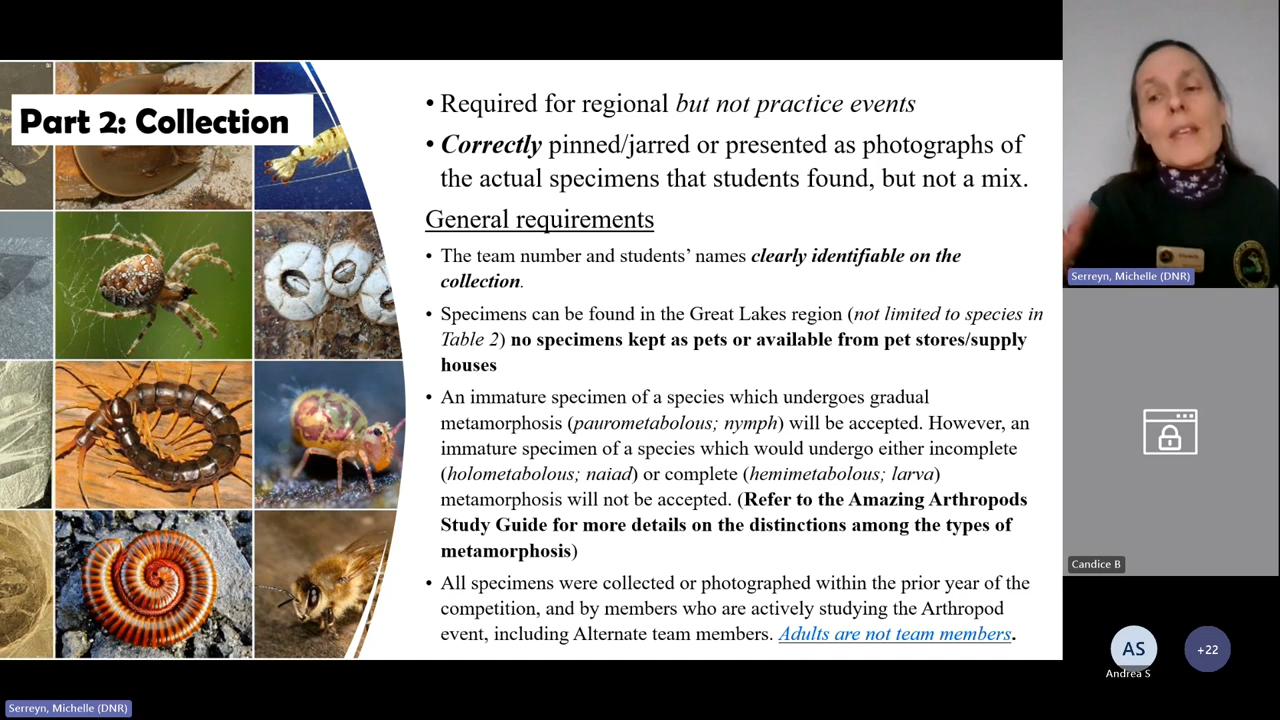 Part 2: Collection
• Required for regional but not practice events
• Correctly pinned/jarred or presented as photographs of
the actual specimens that students found, but not a mix.
General requirements
• The team number and students' names clearly identifiable on the
collection.
• Specimens can be found in the Great Lakes region (not limited to species in
Table 2) no specimens kept as pets or available from pet stores/supply
houses
• An immature specimen of a species which undergoes gradual
metamorphosis (paurometabolous; nymph) will be accepted. However, an
immature specimen of a species which would undergo either incomplete
(holometabolous; naiad) or complete (hemimetabolous; larva)
metamorphosis will not be accepted. (Refer to the Amazing Arthropods
Study Guide for more details on the distinctions among the types of
metamorphosis)
• All specimens were collected or photographed within the prior year of the
competition, and by members who are actively studying the Arthropod
event, including Alternate team members. Adults are not team members.
Serreyn, Michelle (DNR)
Candice B
AS
+22
Andrea S
Serreyn, Michelle (DNR)